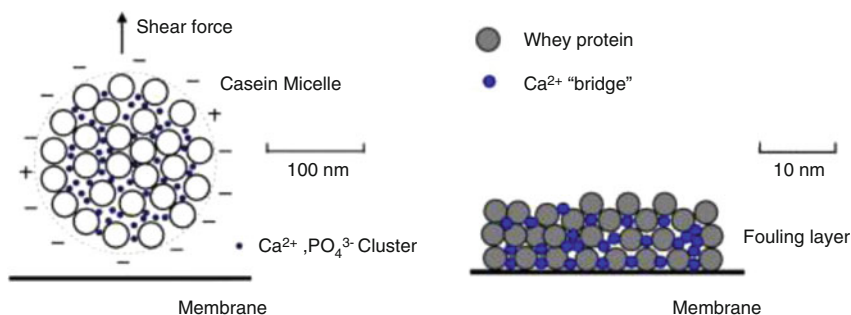 Shear force
Casein Micelle
100 nm
Ca²⁺ ,PO₄³⁻ Cluster
Membrane
Whey protein
Ca²⁺ “bridge”
10 nm
Fouling layer
Membrane